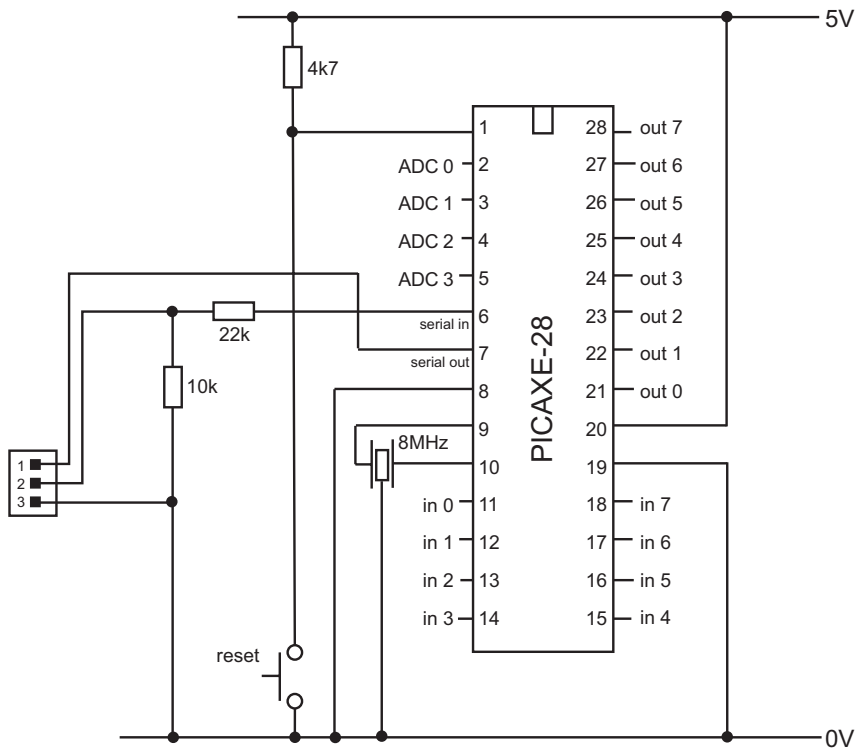 5V
4k7
1 28 out 7
ADC 0 2 27 out 6
ADC 1 3 26 out 5
ADC 2 4 25 out 4
ADC 3 5 24 out 3
serial in 6 23 out 2
22k
serial out 7 22 out 1
10k
8 21 out 0
9 20
8MHz
10 19
PICAXE-28
1
2
3
in 0 11 18 in 7
in 1 12 17 in 6
in 2 13 16 in 5
in 3 14 15 in 4
reset
0V